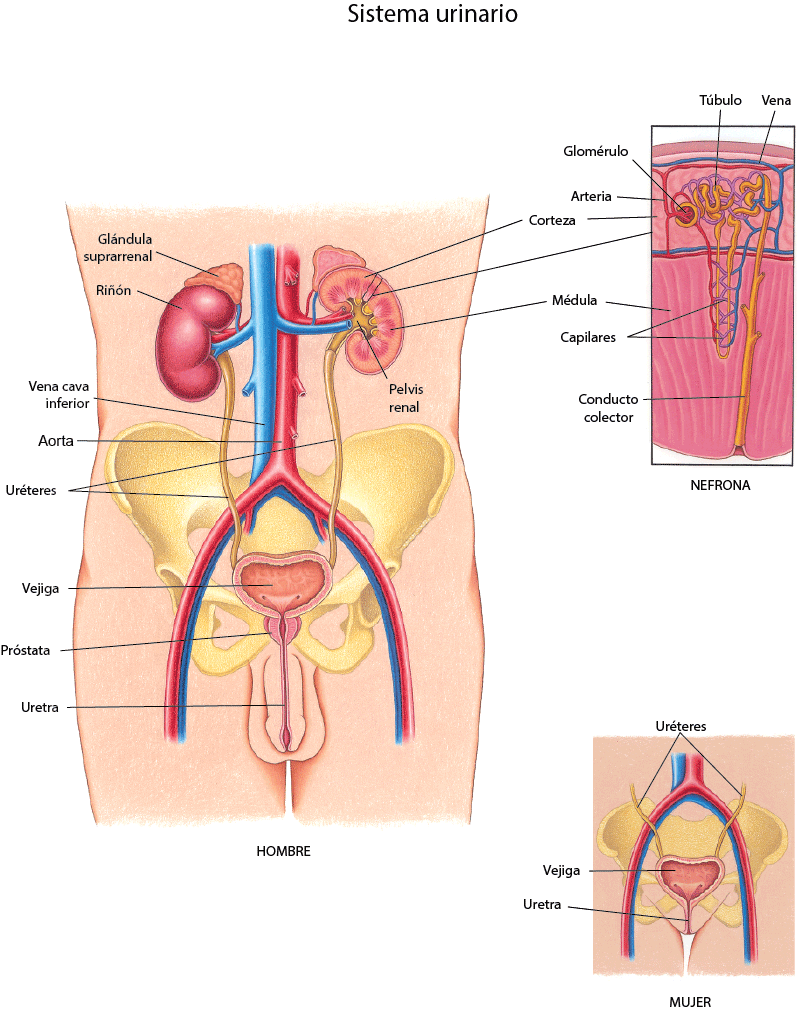 Sistema urinario
Túbulo
Vena
Glomérulo
Arteria
Corteza
Glándula
suprarrenal
Riñón
Médula
Capilares
Vena cava
inferior
Pelvis
renal
Conducto
colector
Aorta
Uréteres
NEFRONA
Vejiga
Próstata
Uretra
Uréteres
HOMBRE
Vejiga
Uretra
MUJER